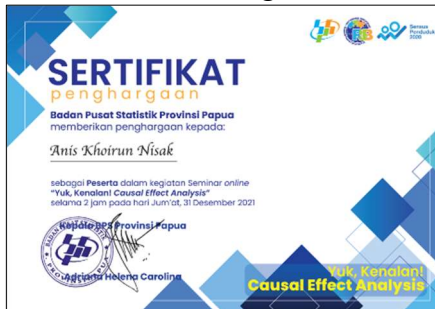 Sensus
Penduduk
2020
SERTIFIKAT
penghargaan
Badan Pusat Statistik Provinsi Papua
memberikan penghargaan kepada:
Anis Khoirun Nisak
sebagai Peserta dalam kegiatan Seminar online
"Yuk, Kenalan! Causal Effect Analysis"
selama 2 jam pada hari Jum'at, 31 Desember 2021
Kepala BPS Provinsi Papua
Adriana Helena Carolina
Yuk, Kenalan!
Causal Effect Analysis